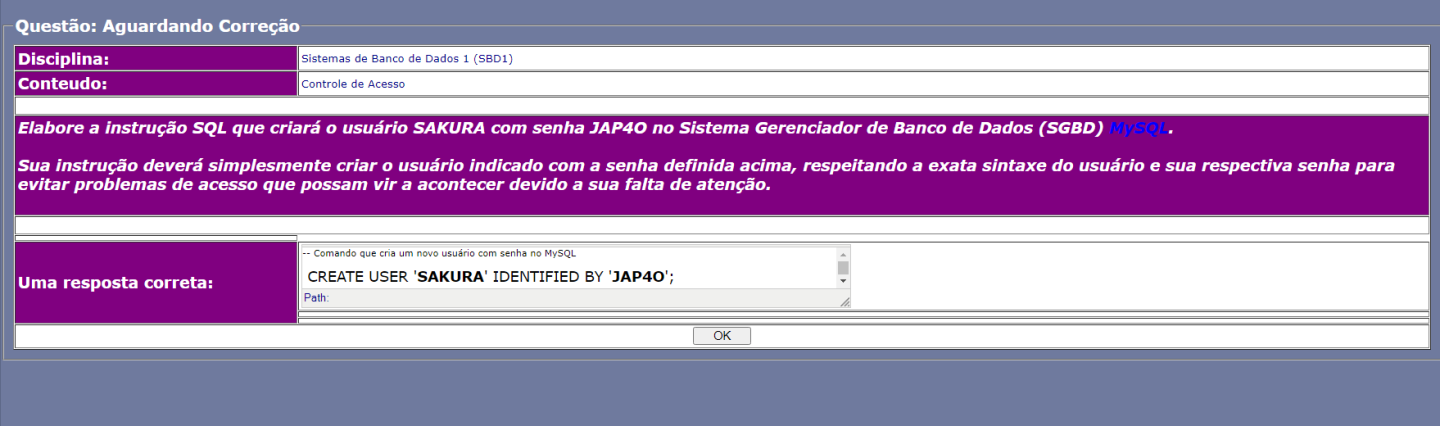 Questão: Aguardando Correção
Disciplina:
Sistemas de Banco de Dados 1 (SBD1)
Conteudo:
Controle de Acesso
Elabore a instrução SQL que criará o usuário SAKURA com senha JAP4O no Sistema Gerenciador de Banco de Dados (SGBD) MySQL.
Sua instrução deverá simplesmente criar o usuário indicado com a senha definida acima, respeitando a exata sintaxe do usuário e sua respectiva senha para
evitar problemas de acesso que possam vir a acontecer devido a sua falta de atenção.
Uma resposta correta:
-- Comando que cria um novo usuário com senha no MySQL
CREATE USER 'SAKURA' IDENTIFIED BY 'JAP4O';
Path:
OK